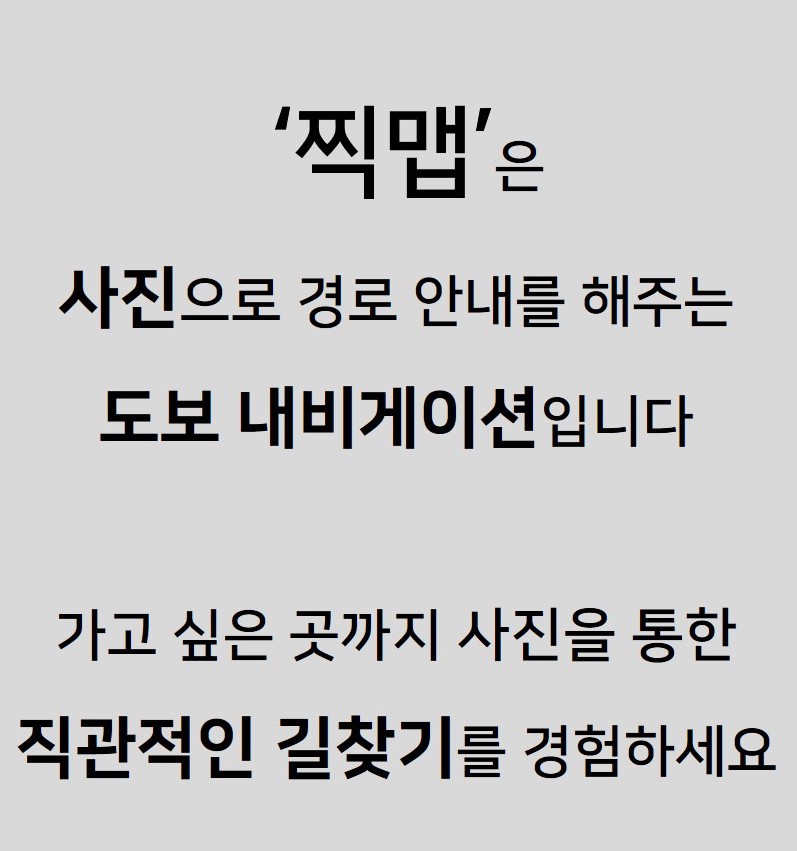 ‘찍맵’은
사진으로 경로 안내를 해주는
도보 내비게이션입니다
가고 싶은 곳까지 사진을 통한
직관적인 길찾기를 경험하세요